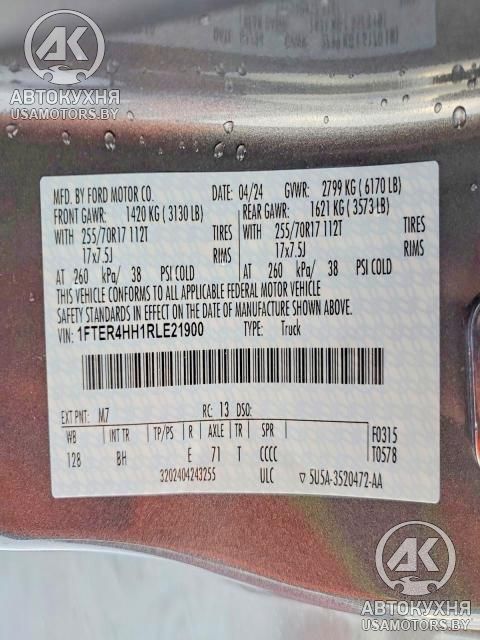 АК
АВТОКУХНЯ
USAMOTORS.BY
MFD. BY FORD MOTOR CO. DATE: 04/24 GVWR: 2799 KG ( 6170 LB)
FRONT GAWR: 1420 KG ( 3130 LB) REAR GAWR: 1621 KG ( 3573 LB)
WITH 255/70R17 112T TIRES WITH 255/70R17 112T TIRES
17x7.5J RIMS 17x7.5J RIMS
AT 260 kPa/ 38 PSI COLD AT 260 kPa/ 38 PSI COLD
THIS VEHICLE CONFORMS TO ALL APPLICABLE FEDERAL MOTOR VEHICLE
SAFETY STANDARDS IN EFFECT ON THE DATE OF MANUFACTURE SHOWN ABOVE.
VIN: 1FTER4HH1RLE21900 TYPE: Truck
EXT PNT: M7 RC: 13 DSO:
WB INT TR TP/PS R AXLE TR SPR F0315
128 BH E 71 T CCCC T0578
3202404243255 ULC 5U5A-3520472-AA
АК
АВТОКУХНЯ
USAMOTORS.BY